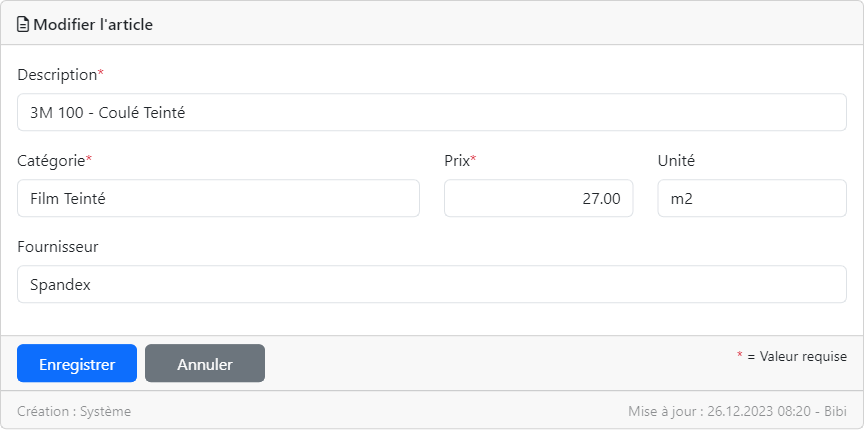 Modifier l'article
Description*
3M 100 - Coulé Teinté
Catégorie* Prix* Unité
Film Teinté 27.00 m2
Fournisseur
Spandex
Enregistrer Annuler * = Valeur requise
Création : Système Mise à jour : 26.12.2023 08:20 - Bibi